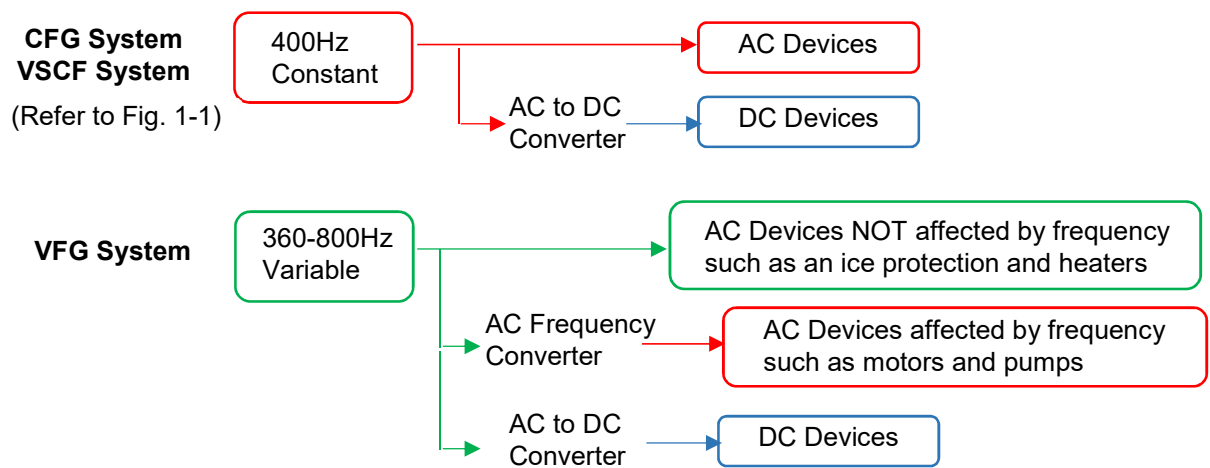 CFG System
VSCF System
(Refer to Fig. 1-1)
400Hz
Constant
AC Devices
AC to DC
Converter
DC Devices
VFG System
360-800Hz
Variable
AC Devices NOT affected by frequency
such as an ice protection and heaters
AC Frequency
Converter
AC Devices affected by frequency
such as motors and pumps
AC to DC
Converter
DC Devices